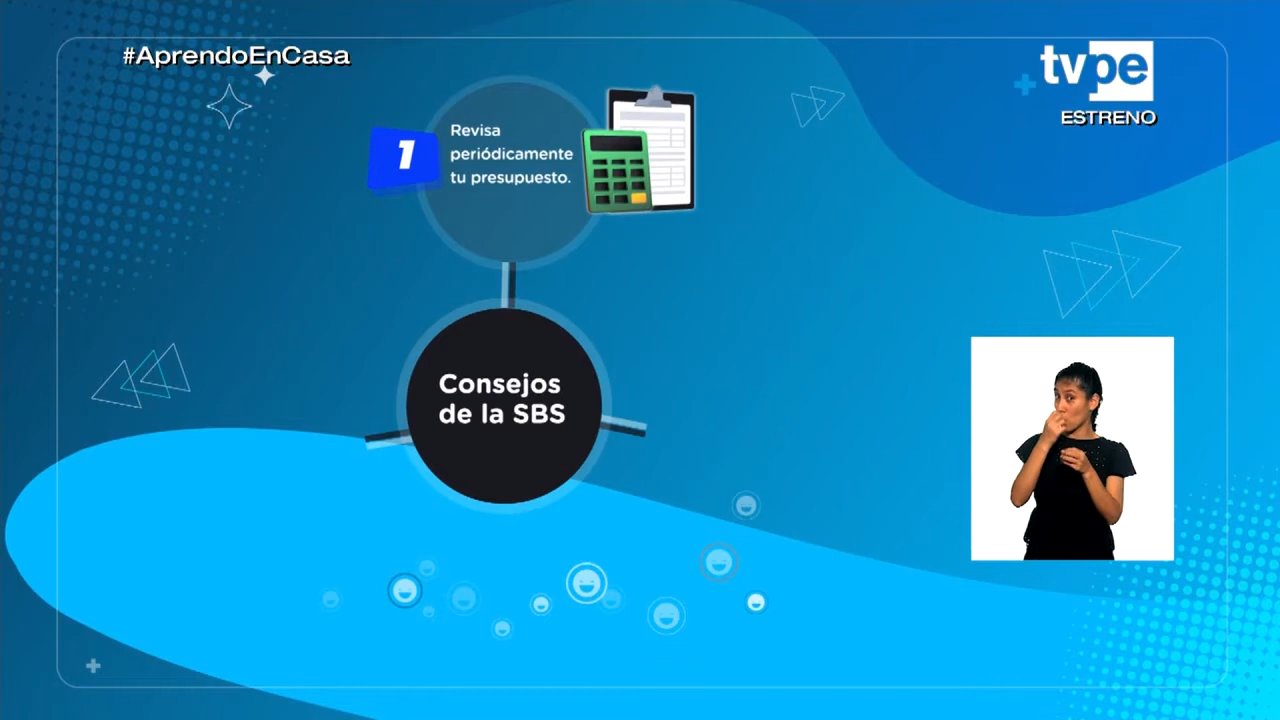 #AprendoEnCasa
tvpe
ESTRENO
1
Revisa
periódicamente
tu presupuesto.
Consejos
de la SBS